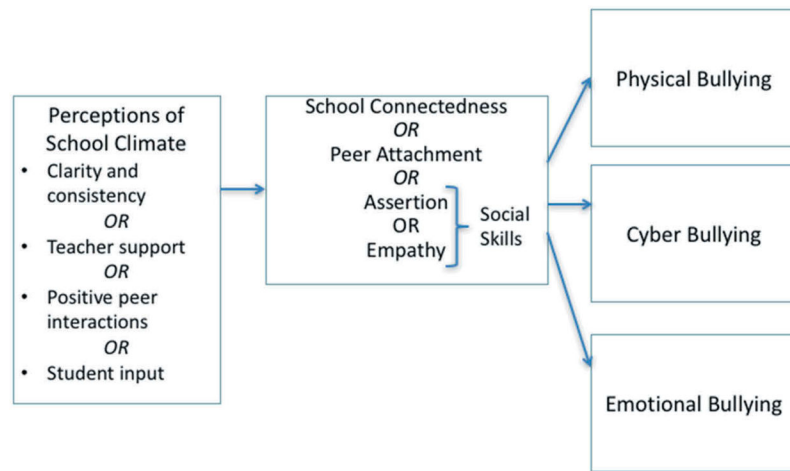 Perceptions of
School Climate
• Clarity and
consistency
OR
• Teacher support
OR
• Positive peer
interactions
OR
• Student input
School Connectedness
OR
Peer Attachment
OR
Assertion
OR
Empathy
Social
Skills
Physical Bullying
Cyber Bullying
Emotional Bullying